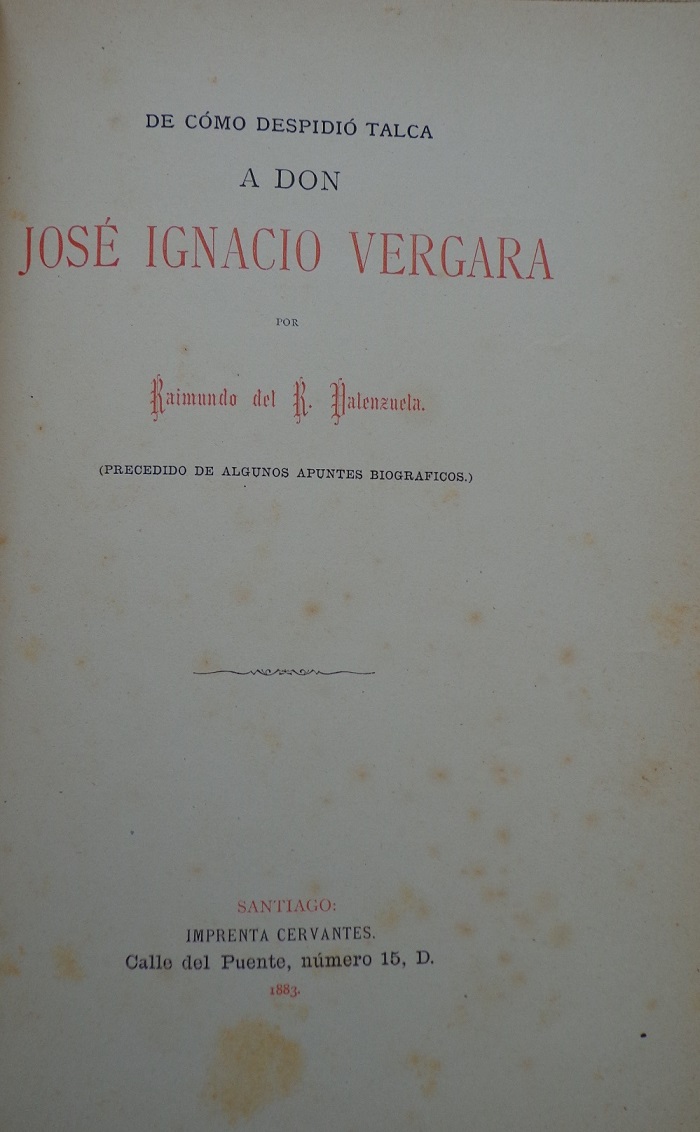 DE CÓMO DESPIDIÓ TALCA
A DON
JOSÉ IGNACIO VERGARA
POR
Raimundo del R. Valenzuela.
(PRECEDIDO DE ALGUNOS APUNTES BIOGRAFICOS.)
SANTIAGO:
IMPRENTA CERVANTES.
Calle del Puente, número 15, D.
1883.